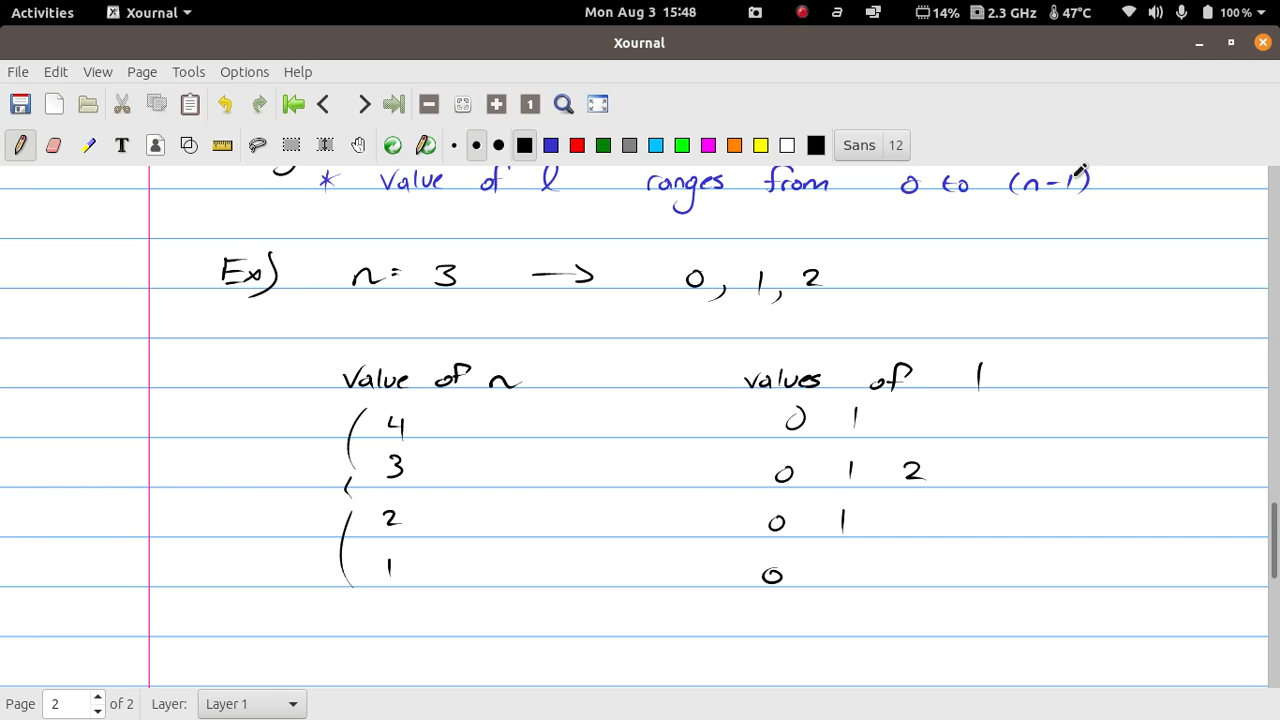 Activities Xournal Mon Aug 3 15:48 a 14% 2.3 GHz 47°C 100 %
Xournal
File Edit View Page Tools Options Help
1
T Sans 12
* Value of l ranges from 0 to (n-1)
Ex) n = 3 → 0, 1, 2
Value of n values of l
4 0 1
3 0 1 2
2 0 1
1 0
Page 2 of 2 Layer: Layer 1